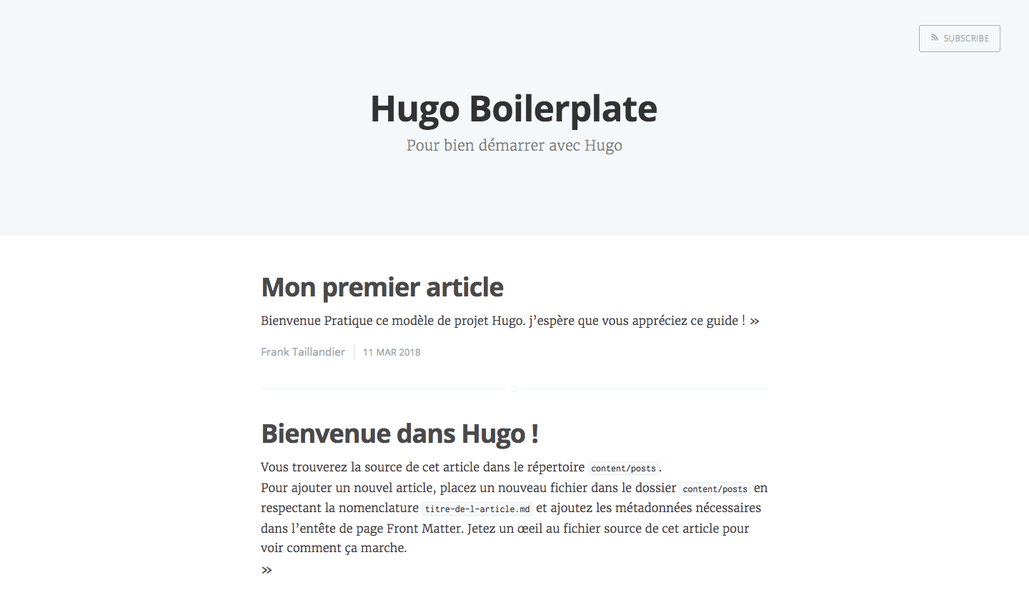 SUBSCRIBE
Hugo Boilerplate
Pour bien démarrer avec Hugo
Mon premier article
Bienvenue Pratique ce modèle de projet Hugo. j’espère que vous appréciez ce guide ! »
Frank Taillandier 11 MAR 2018
Bienvenue dans Hugo !
Vous trouverez la source de cet article dans le répertoire content/posts.
Pour ajouter un nouvel article, placez un nouveau fichier dans le dossier content/posts en
respectant la nomenclature titre-de-l-article.md et ajoutez les métadonnées nécessaires
dans l’entête de page Front Matter. Jetez un œeil au fichier source de cet article pour
voir comment ça marche.
»